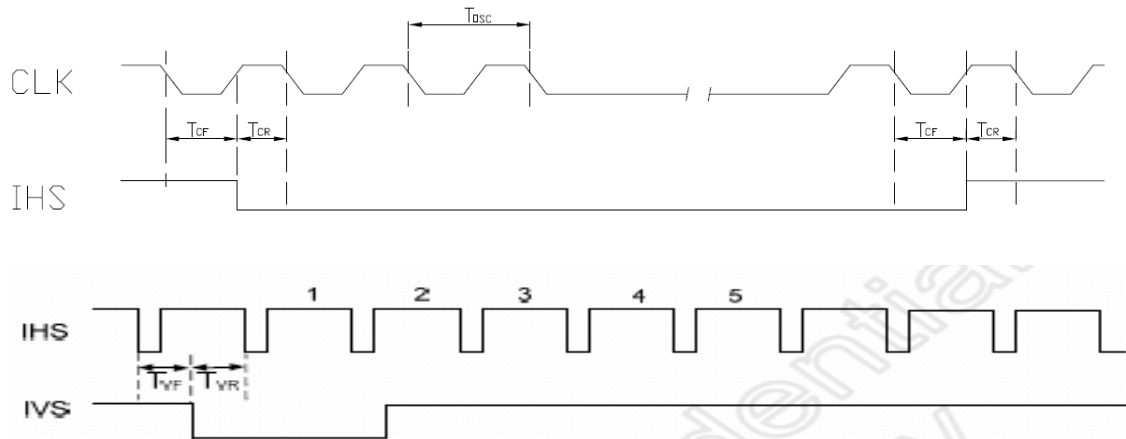 TOSC
CLK
TCF TCR TCF TCR
IHS
1 2 3 4 5
IHS
TVF TVR
IVS